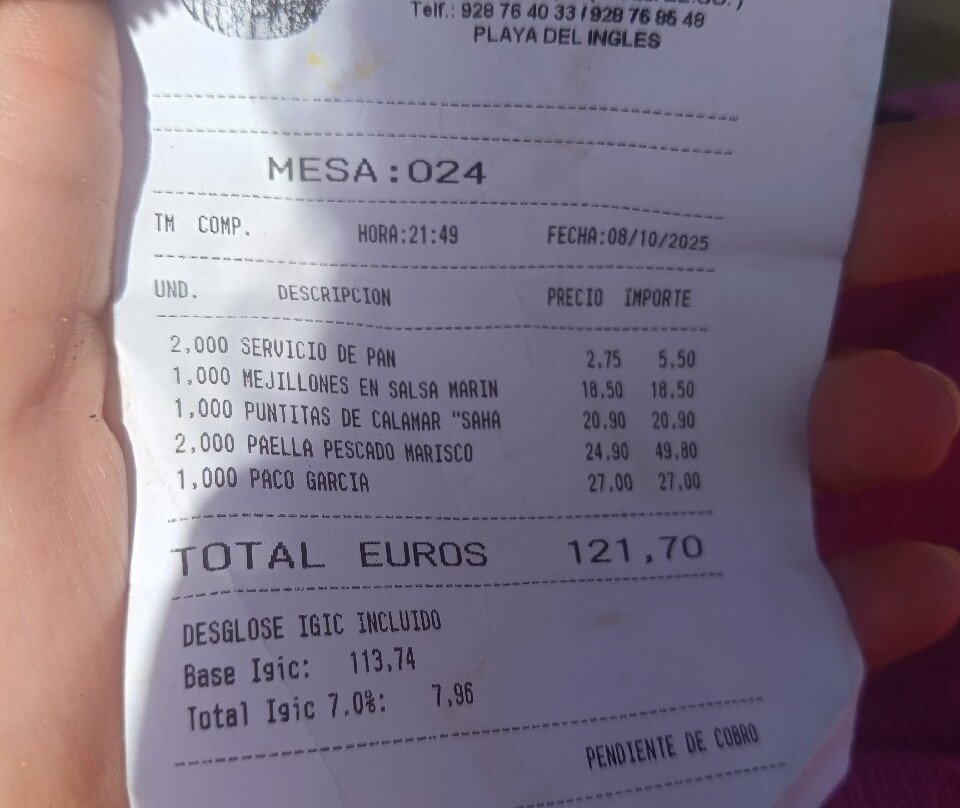 Telf.: 928 76 40 33 / 928 76 86 48
PLAYA DEL INGLES
MESA:024
TM COMP. HORA:21:49 FECHA:08/10/2025
UND. DESCRIPCION PRECIO IMPORTE
2,000 SERVICIO DE PAN 2,75 5,50
1,000 MEJILLONES EN SALSA MARIN 18,50 18,50
1,000 PUNTITAS DE CALAMAR "SAHA 20,90 20,90
2,000 PAELLA PESCADO MARISCO 24,90 49,80
1,000 PACO GARCIA 27,00 27,00
TOTAL EUROS 121,70
DESGLOSE IGIC INCLUIDO
Base Igic: 113,74
Total Igic 7.0%: 7,96
PENDIENTE DE COBRO